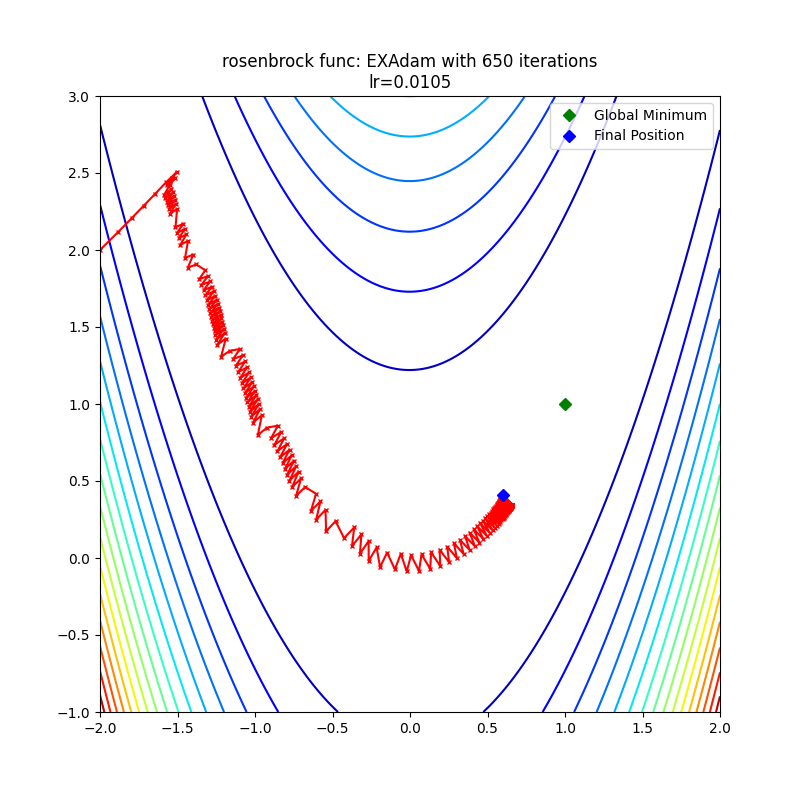 rosenbrock func: EXAdam with 650 iterations
lr=0.0105
Global Minimum
Final Position
3.0
2.5
2.0
1.5
1.0
0.5
0.0
−0.5
−1.0
−2.0 −1.5 −1.0 −0.5 0.0 0.5 1.0 1.5 2.0